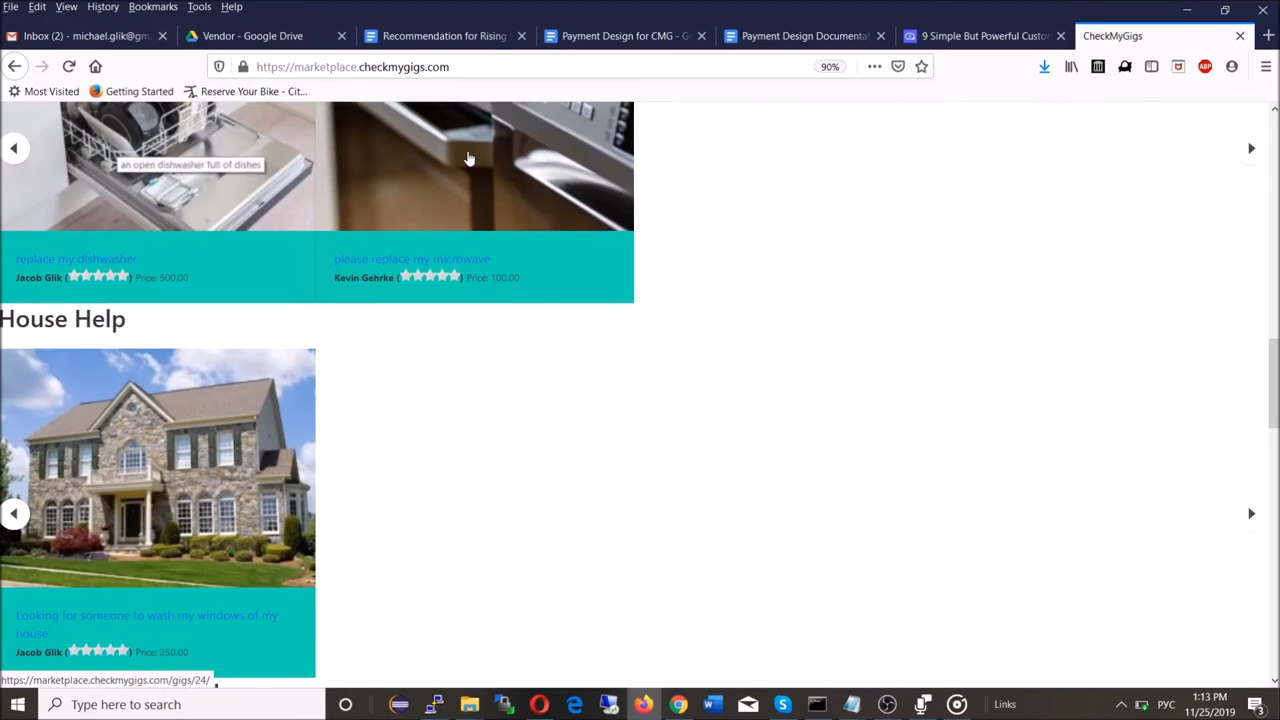 File Edit View History Bookmarks Tools Help
Inbox (2) - michael.glik@gm Vendor - Google Drive Recommendation for Rising Payment Design for CMG - G Payment Design Documenta 9 Simple But Powerful Custo CheckMyGigs
https://marketplace.checkmygigs.com 90% ABP
Most Visited Getting Started Reserve Your Bike - Cit...
an open dishwasher full of dishes
replace my dishwasher
Jacob Glik ( ) Price: 500.00
please replace my microwave
Kevin Gehrke ( ) Price: 100.00
House Help
Looking for someone to wash my windows of my
house
Jacob Glik ( ) Price: 250.00
https://marketplace.checkmygigs.com/gigs/24/
Type here to search
Links
РУС
1:13 PM
11/25/2019
3